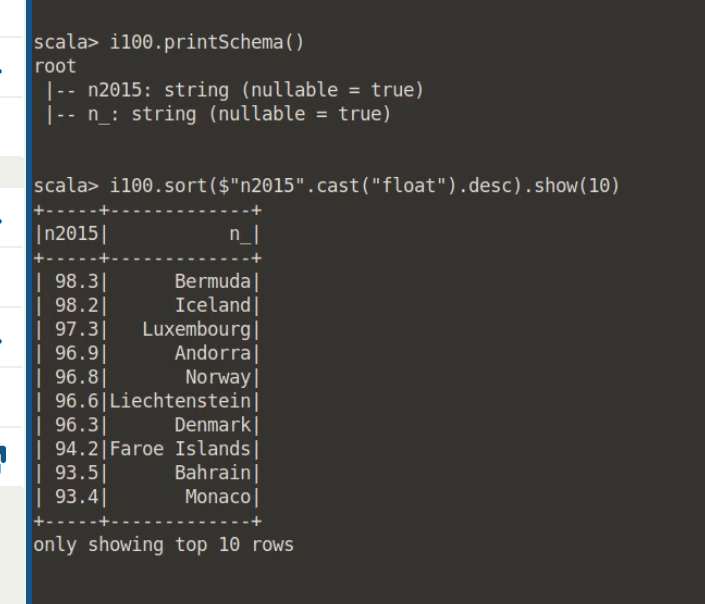 scala> i100.printSchema()
root
 |-- n2015: string (nullable = true)
 |-- n_: string (nullable = true)
scala> i100.sort($"n2015".cast("float").desc).show(10)
+-----+-------------+
|n2015|           n_|
+-----+-------------+
| 98.3|      Bermuda|
| 98.2|      Iceland|
| 97.3|   Luxembourg|
| 96.9|      Andorra|
| 96.8|       Norway|
| 96.6|Liechtenstein|
| 96.3|      Denmark|
| 94.2|Faroe Islands|
| 93.5|      Bahrain|
| 93.4|       Monaco|
+-----+-------------+
only showing top 10 rows